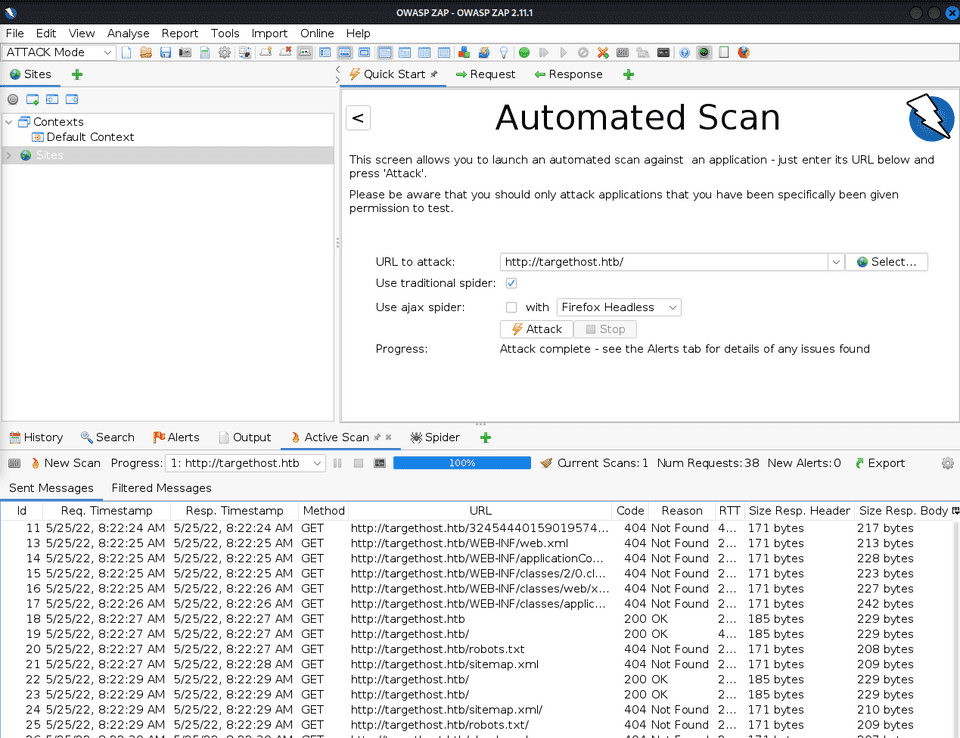 OWASP ZAP - OWASP ZAP 2.11.1
File Edit View Analyse Report Tools Import Online Help
ATTACK Mode
Sites Quick Start Request Response
Contexts
Default Context
Sites
<
Automated Scan
This screen allows you to launch an automated scan against an application - just enter its URL below and
press 'Attack'.
Please be aware that you should only attack applications that you have been specifically been given
permission to test.
URL to attack: http://targethost.htb/ Select...
Use traditional spider:
Use ajax spider: with Firefox Headless
Attack Stop
Progress: Attack complete - see the Alerts tab for details of any issues found
History Search Alerts Output Active Scan Spider
New Scan Progress: 1: http://targethost.htb 100% Current Scans: 1 Num Requests: 38 New Alerts: 0 Export
Sent Messages Filtered Messages
Id Req. Timestamp Resp. Timestamp Method URL Code Reason RTT Size Resp. Header Size Resp. Body
11 5/25/22, 8:22:24 AM 5/25/22, 8:22:24 AM GET http://targethost.htb/32454440159019574... 404 Not Found 4... 171 bytes 217 bytes
13 5/25/22, 8:22:25 AM 5/25/22, 8:22:25 AM GET http://targethost.htb/WEB-INF/web.xml 404 Not Found 2... 171 bytes 213 bytes
14 5/25/22, 8:22:25 AM 5/25/22, 8:22:25 AM GET http://targethost.htb/WEB-INF/applicationCo... 404 Not Found 2... 171 bytes 228 bytes
15 5/25/22, 8:22:25 AM 5/25/22, 8:22:25 AM GET http://targethost.htb/WEB-INF/classes/2/0.cl... 404 Not Found 2... 171 bytes 223 bytes
16 5/25/22, 8:22:26 AM 5/25/22, 8:22:26 AM GET http://targethost.htb/WEB-INF/classes/web/x... 404 Not Found 2... 171 bytes 227 bytes
17 5/25/22, 8:22:26 AM 5/25/22, 8:22:26 AM GET http://targethost.htb/WEB-INF/classes/applic... 404 Not Found 2... 171 bytes 242 bytes
18 5/25/22, 8:22:27 AM 5/25/22, 8:22:27 AM GET http://targethost.htb 200 OK 2... 185 bytes 229 bytes
19 5/25/22, 8:22:27 AM 5/25/22, 8:22:27 AM GET http://targethost.htb/ 200 OK 4... 185 bytes 229 bytes
20 5/25/22, 8:22:27 AM 5/25/22, 8:22:27 AM GET http://targethost.htb/robots.txt 404 Not Found 2... 171 bytes 208 bytes
21 5/25/22, 8:22:27 AM 5/25/22, 8:22:28 AM GET http://targethost.htb/sitemap.xml 404 Not Found 2... 171 bytes 209 bytes
22 5/25/22, 8:22:29 AM 5/25/22, 8:22:29 AM GET http://targethost.htb/ 200 OK 2... 185 bytes 229 bytes
23 5/25/22, 8:22:29 AM 5/25/22, 8:22:29 AM GET http://targethost.htb/ 200 OK 2... 185 bytes 229 bytes
24 5/25/22, 8:22:29 AM 5/25/22, 8:22:29 AM GET http://targethost.htb/sitemap.xml/ 404 Not Found 2... 171 bytes 210 bytes
25 5/25/22, 8:22:29 AM 5/25/22, 8:22:29 AM GET http://targethost.htb/robots.txt/ 404 Not Found 2... 171 bytes 209 bytes